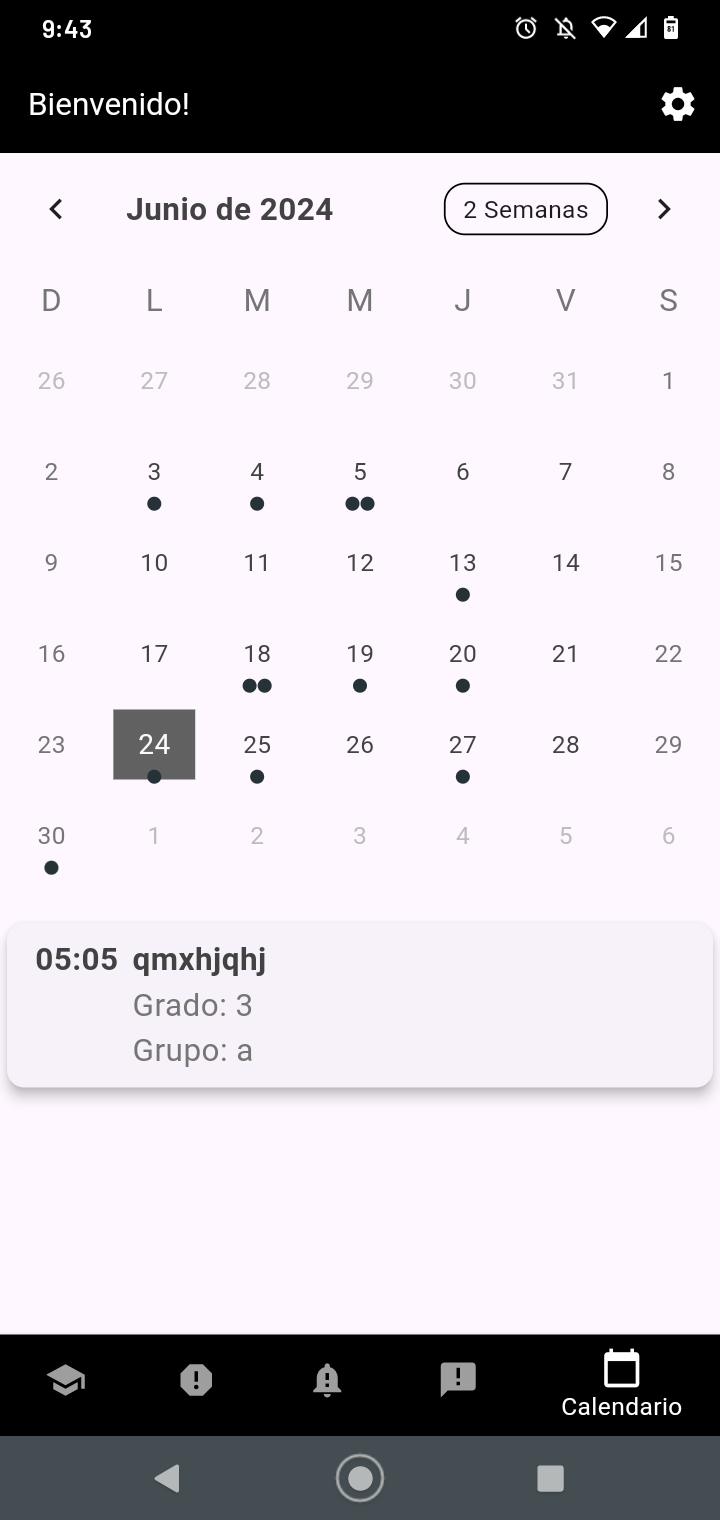 9:43
81
Bienvenido!
Junio de 2024
2 Semanas
D L M M J V S
26 27 28 29 30 31 1
2 3 4 5 6 7 8
9 10 11 12 13 14 15
16 17 18 19 20 21 22
23 24 25 26 27 28 29
30 1 2 3 4 5 6
05:05 qmxhjqhj
Grado: 3
Grupo: a
Calendario